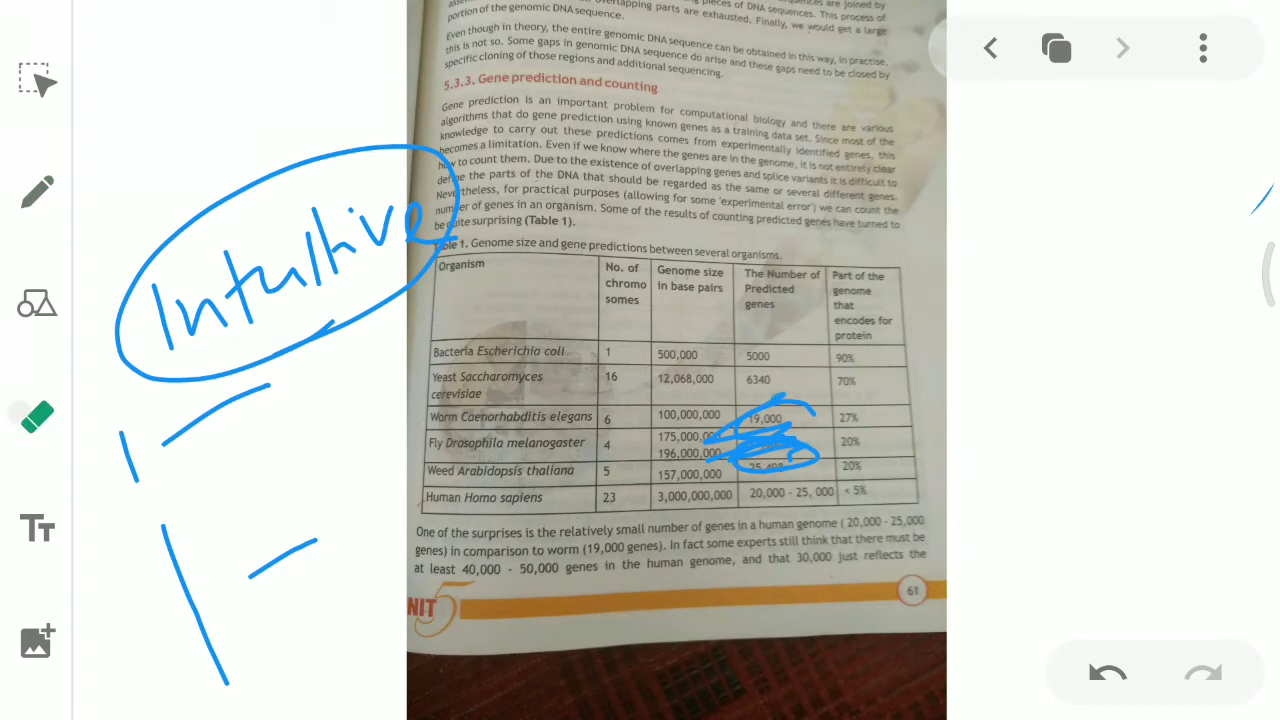 overlapping parts are exhausted. Finally, we would get a large
portion of the genomic DNA sequence.
Even though in theory, the entire genomic DNA sequence can be obtained in this way, in practise,
this is not so. Some gaps in genomic DNA sequence do arise and these gaps need to be closed by
specific cloning of those regions and additional sequencing.
5.3.3. Gene prediction and counting
Gene prediction is an important problem for computational biology and there are various
algorithms that do gene prediction using known genes as a training data set. Since most of the
knowledge to carry out these predictions comes from experimentally identified genes, this
becomes a limitation. Even if we know where the genes are in the genome, it is not entirely clear
how to count them. Due to the existence of overlapping genes and splice variants it is difficult to
define the parts of the DNA that should be regarded as the same or several different genes.
Nevertheless, for practical purposes (allowing for some 'experimental error') we can count the
number of genes in an organism. Some of the results of counting predicted genes have turned to
be quite surprising (Table 1).
Intuitive
Table 1. Genome size and gene predictions between several organisms.
Organism No. of chromo somes Genome size in base pairs The Number of Predicted genes Part of the genome that encodes for protein
Bacteria Escherichia coli 1 500,000 5000 90%
Yeast Saccharomyces cerevisiae 16 12,068,000 6340 70%
Worm Caenorhabditis elegans 6 100,000,000 19,000 27%
Fly Drosophila melanogaster 4 175,000,000 196,000,000 20%
Weed Arabidopsis thaliana 5 157,000,000 20%
Human Homo sapiens 23 3,000,000,000 20,000 - 25, 000 < 5%
One of the surprises is the relatively small number of genes in a human genome ( 20,000 - 25,000
genes) in comparison to worm (19,000 genes). In fact some experts still think that there must be
at least 40,000 - 50,000 genes in the human genome, and that 30,000 just reflects the
NIT 5
61
Tт